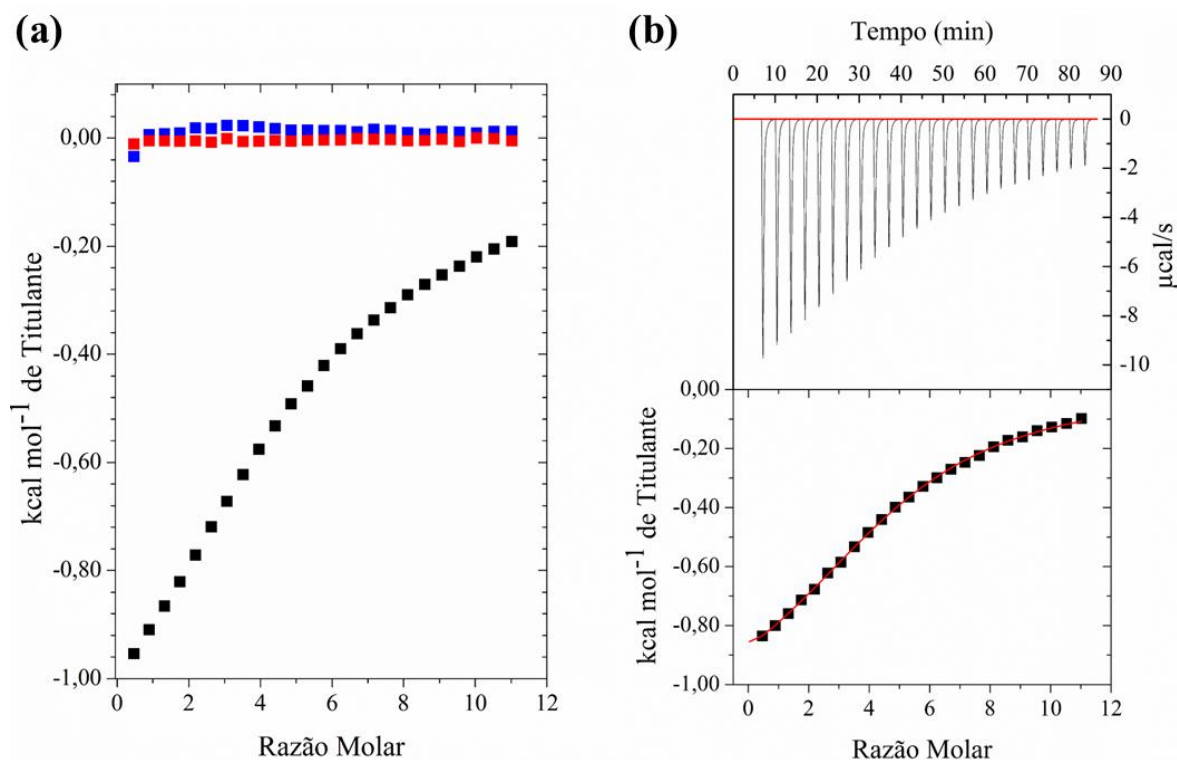 (a)
0,00
-0,20
-0,40
-0,60
-0,80
-1,00
kcal mol⁻¹ de Titulante
0 2 4 6 8 10 12
Razão Molar
(b)
Tempo (min)
0 10 20 30 40 50 60 70 80 90
0
-2
-4
-6
-8
-10
µcal/s
0,00
-0,20
-0,40
-0,60
-0,80
-1,00
kcal mol⁻¹ de Titulante
0 2 4 6 8 10 12
Razão Molar